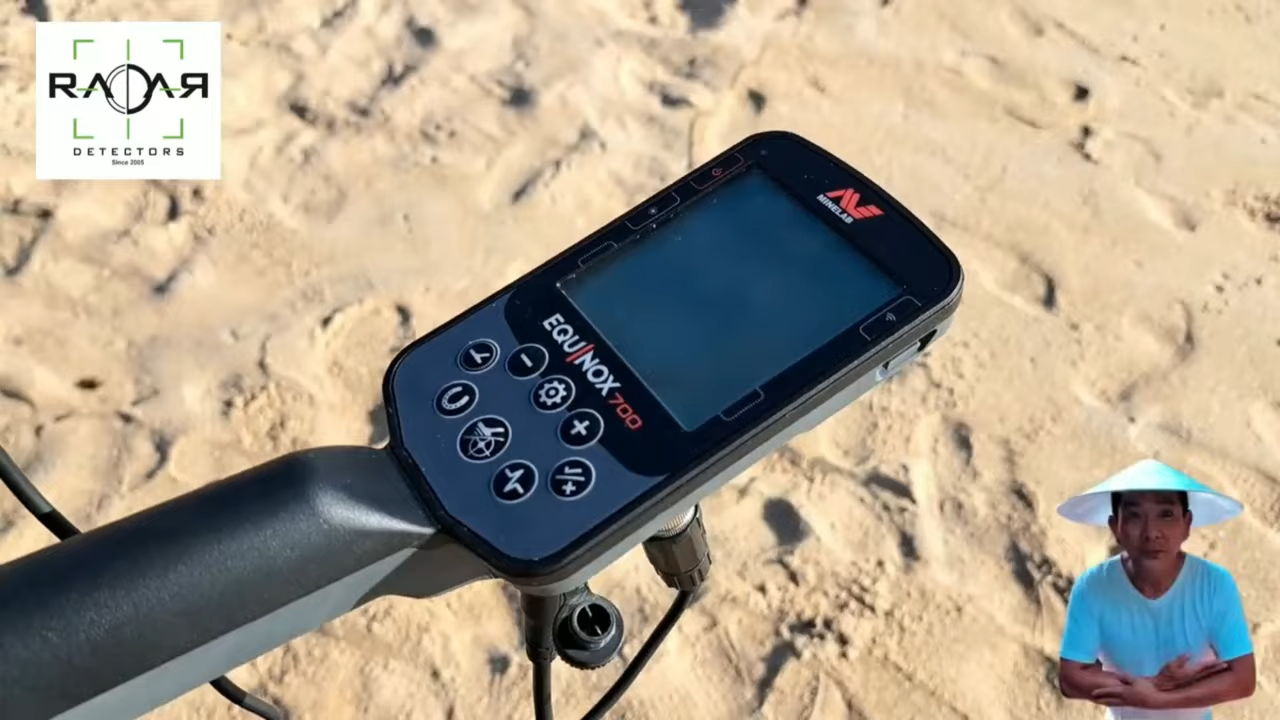 RADAR
DETECTORS
Since 2005
MINELAB
EQUINOX 700